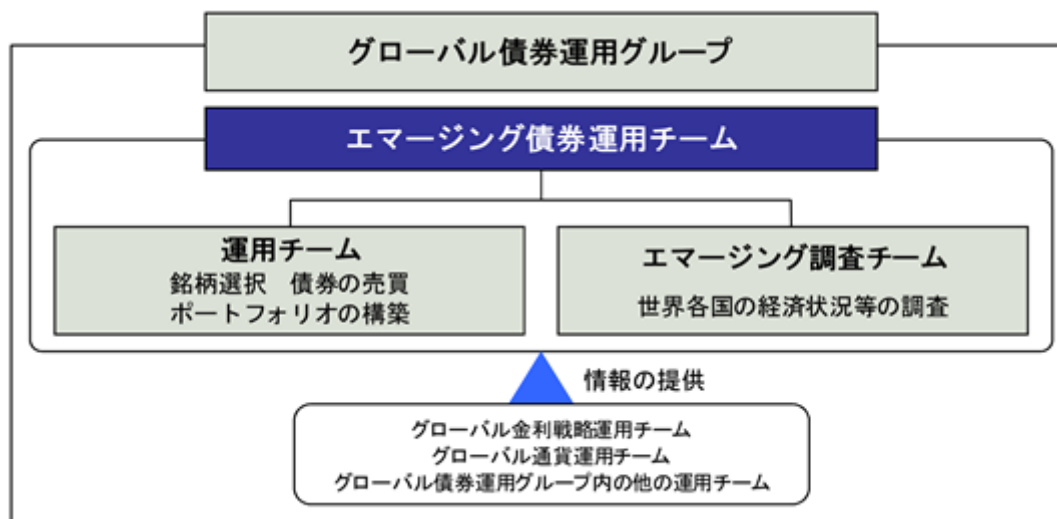 グローバル債券運用グループ
エマージング債券運用チーム
運用チーム
銘柄選択　債券の売買
ポートフォリオの構築
エマージング調査チーム
世界各国の経済状況等の調査
情報の提供
グローバル金利戦略運用チーム
グローバル通貨運用チーム
グローバル債券運用グループ内の他の運用チーム